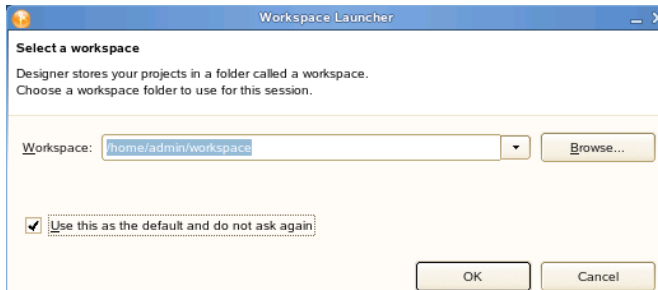 Workspace Launcher
Select a workspace
Designer stores your projects in a folder called a workspace.
Choose a workspace folder to use for this session.
Workspace: /home/admin/workspace Browse...
Use this as the default and do not ask again
OK Cancel